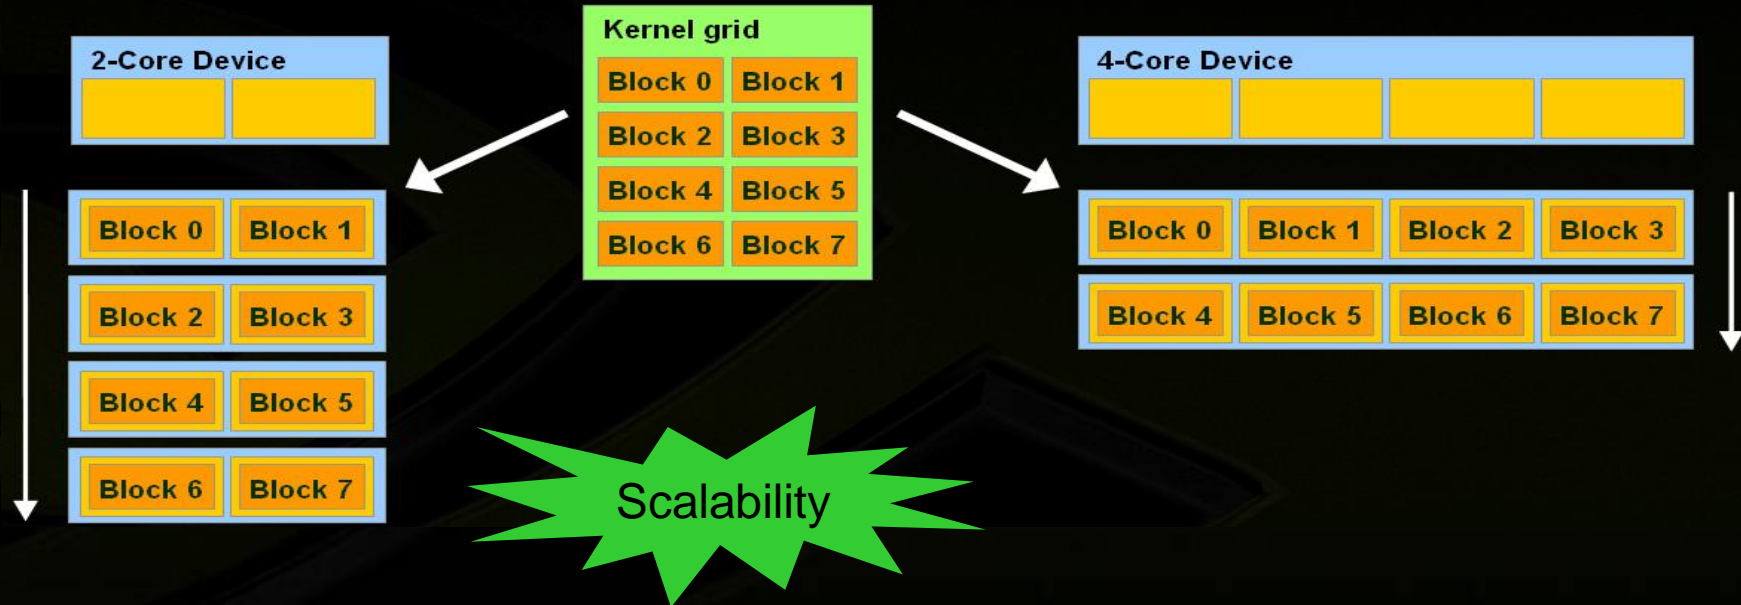 Kernel grid
Block 0 Block 1
Block 2 Block 3
Block 4 Block 5
Block 6 Block 7
2-Core Device
Block 0 Block 1
Block 2 Block 3
Block 4 Block 5
Block 6 Block 7
4-Core Device
Block 0 Block 1 Block 2 Block 3
Block 4 Block 5 Block 6 Block 7
Scalability